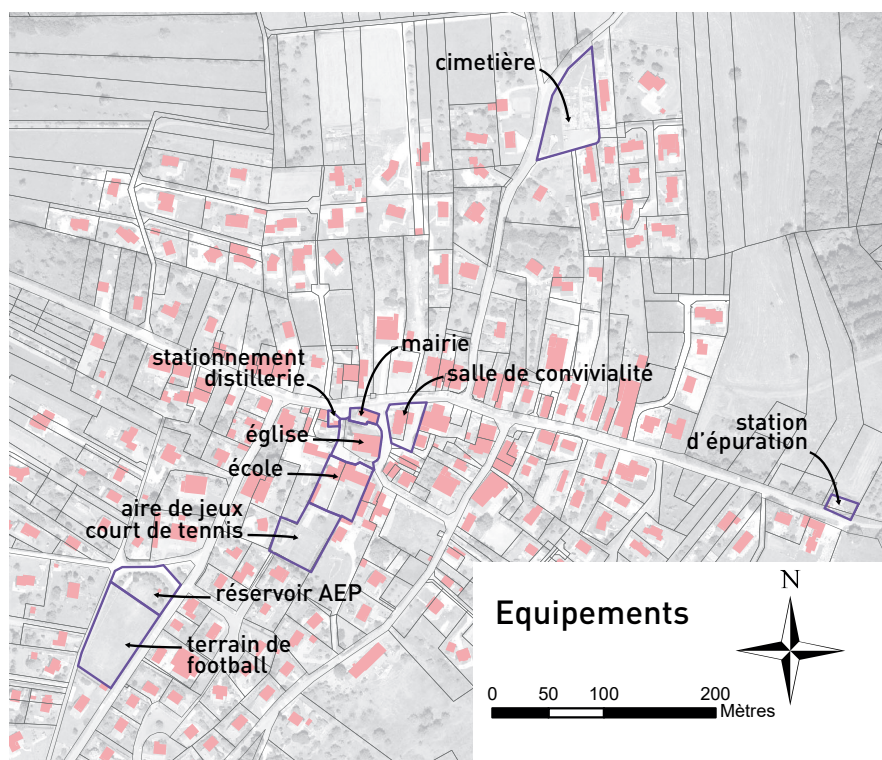 cimetière
mairie
stationnement
distillerie
salle de convivialité
église
école
station
d'épuration
aire de jeux
court de tennis
réservoir AEP
terrain de
football
Equipements
N
0 50 100 200
Mètres